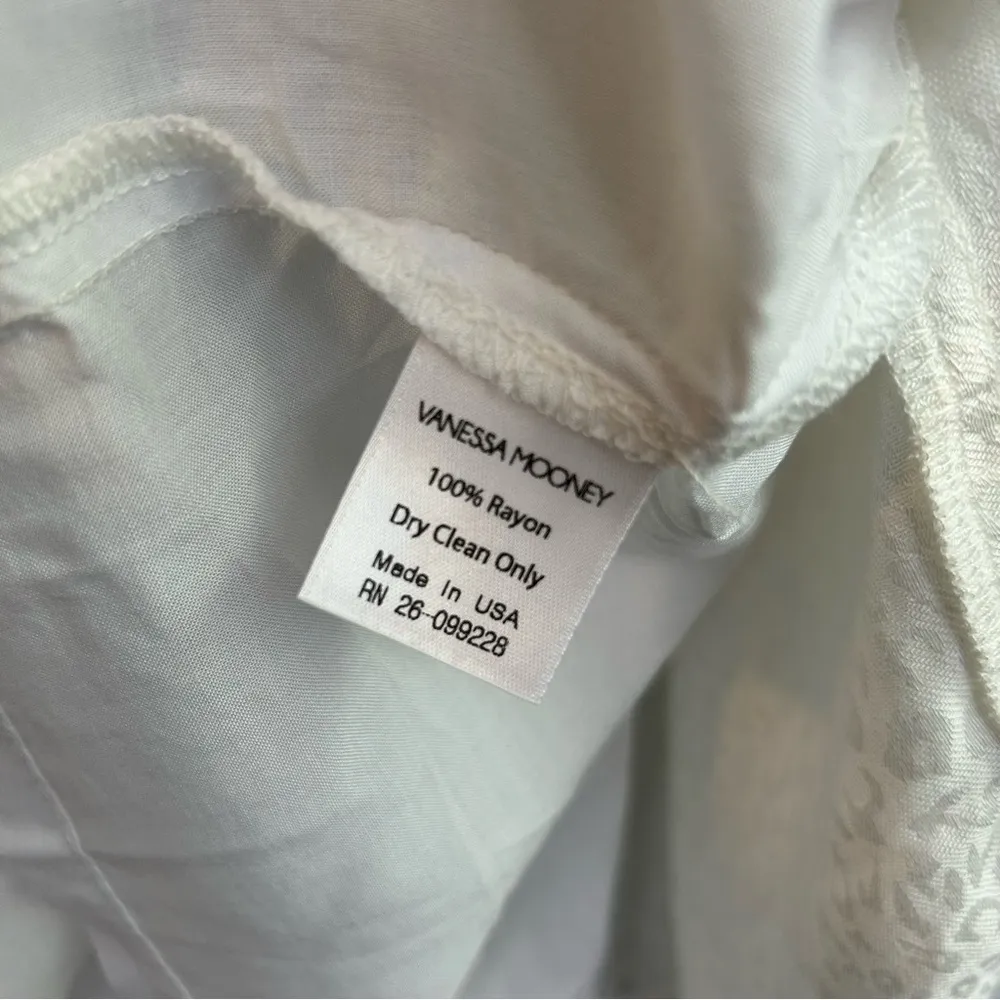 VANESSA MOONEY
100% Rayon
Dry Clean Only
Made In USA
RN 26-099228